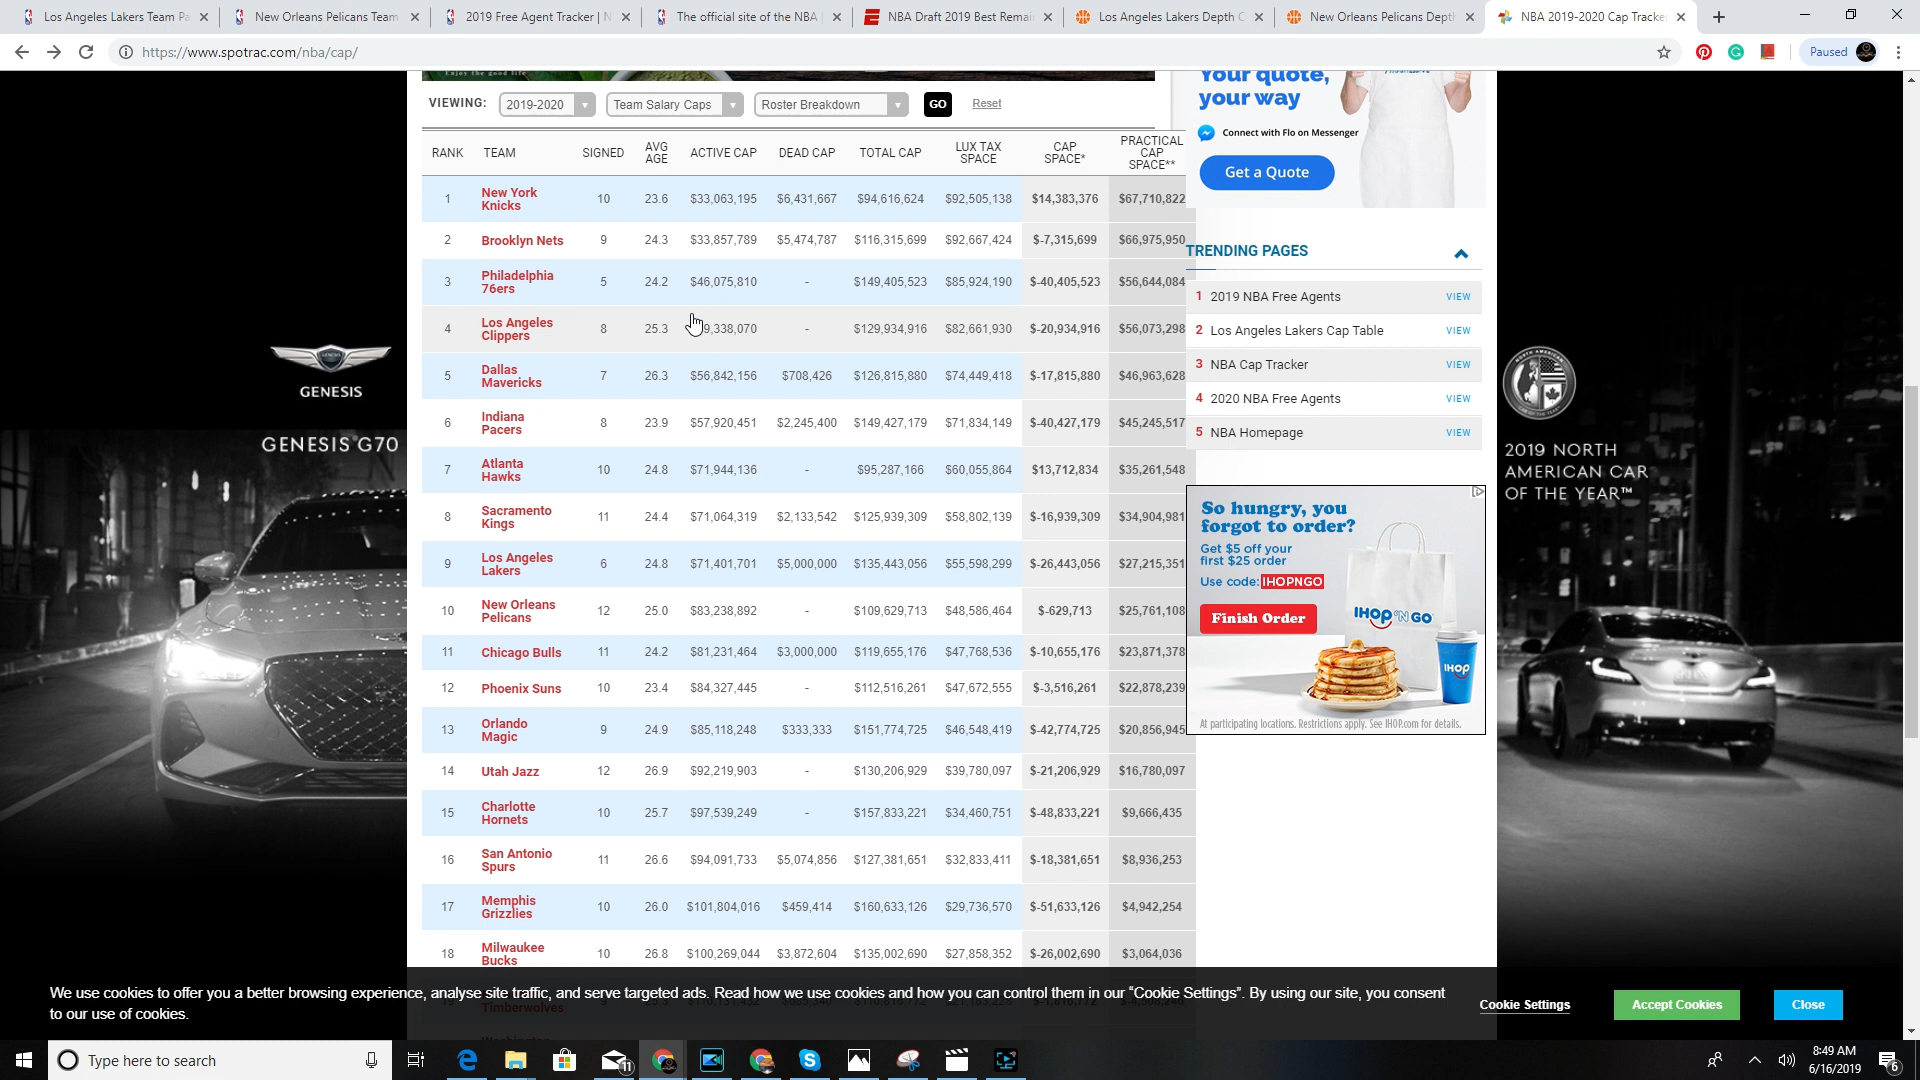 Los Angeles Lakers Team Pa
New Orleans Pelicans Team
2019 Free Agent Tracker | N
The official site of the NBA |
NBA Draft 2019 Best Remai
Los Angeles Lakers Depth C
New Orleans Pelicans Depth
NBA 2019-2020 Cap Tracke
https://www.spotrac.com/nba/cap/
Paused
Enjoy the good life
Your quote,
your way
Connect with Flo on Messenger
Get a Quote
VIEWING: 2019-2020 Team Salary Caps Roster Breakdown GO Reset
RANK TEAM SIGNED AVG AGE ACTIVE CAP DEAD CAP TOTAL CAP LUX TAX SPACE CAP SPACE* PRACTICAL CAP SPACE**
1 New York Knicks 10 23.6 $33,063,195 $6,431,667 $94,616,624 $92,505,138 $14,383,376 $67,710,822
2 Brooklyn Nets 9 24.3 $33,857,789 $5,474,787 $116,315,699 $92,667,424 $-7,315,699 $66,975,950
3 Philadelphia 76ers 5 24.2 $46,075,810 - $149,405,523 $85,924,190 $-40,405,523 $56,644,084
4 Los Angeles Clippers 8 25.3 9,338,070 - $129,934,916 $82,661,930 $-20,934,916 $56,073,298
5 Dallas Mavericks 7 26.3 $56,842,156 $708,426 $126,815,880 $74,449,418 $-17,815,880 $46,963,628
6 Indiana Pacers 8 23.9 $57,920,451 $2,245,400 $149,427,179 $71,834,149 $-40,427,179 $45,245,517
7 Atlanta Hawks 10 24.8 $71,944,136 - $95,287,166 $60,055,864 $13,712,834 $35,261,548
8 Sacramento Kings 11 24.4 $71,064,319 $2,133,542 $125,939,309 $58,802,139 $-16,939,309 $34,904,981
9 Los Angeles Lakers 6 24.8 $71,401,701 $5,000,000 $135,443,056 $55,598,299 $-26,443,056 $27,215,351
10 New Orleans Pelicans 12 25.0 $83,238,892 - $109,629,713 $48,586,464 $-629,713 $25,761,108
11 Chicago Bulls 11 24.2 $81,231,464 $3,000,000 $119,655,176 $47,768,536 $-10,655,176 $23,871,378
12 Phoenix Suns 10 23.4 $84,327,445 - $112,516,261 $47,672,555 $-3,516,261 $22,878,239
13 Orlando Magic 9 24.9 $85,118,248 $333,333 $151,774,725 $46,548,419 $-42,774,725 $20,856,945
14 Utah Jazz 12 26.9 $92,219,903 - $130,206,929 $39,780,097 $-21,206,929 $16,780,097
15 Charlotte Hornets 10 25.7 $97,539,249 - $157,833,221 $34,460,751 $-48,833,221 $9,666,435
16 San Antonio Spurs 11 26.6 $94,091,733 $5,074,856 $127,381,651 $32,833,411 $-18,381,651 $8,936,253
17 Memphis Grizzlies 10 26.0 $101,804,016 $459,414 $160,633,126 $29,736,570 $-51,633,126 $4,942,254
18 Milwaukee Bucks 10 26.8 $100,269,044 $3,872,604 $135,002,690 $27,858,352 $-26,002,690 $3,064,036
Timberwolves
TRENDING PAGES
1 2019 NBA Free Agents VIEW
2 Los Angeles Lakers Cap Table VIEW
3 NBA Cap Tracker VIEW
4 2020 NBA Free Agents VIEW
5 NBA Homepage VIEW
So hungry, you
forgot to order?
Get $5 off your
first $25 order
Use code: IHOPNGO
Finish Order
IHOP 'N GO
IHOP
At participating locations. Restrictions apply. See IHOP.com for details.
GENESIS
GENESIS G70
2019 NORTH
AMERICAN CAR
OF THE YEAR™
We use cookies to offer you a better browsing experience, analyse site traffic, and serve targeted ads. Read how we use cookies and how you can control them in our “Cookie Settings”. By using our site, you consent
to our use of cookies.
Cookie Settings
Accept Cookies
Close
Type here to search
11
8:49 AM
6/16/2019
6